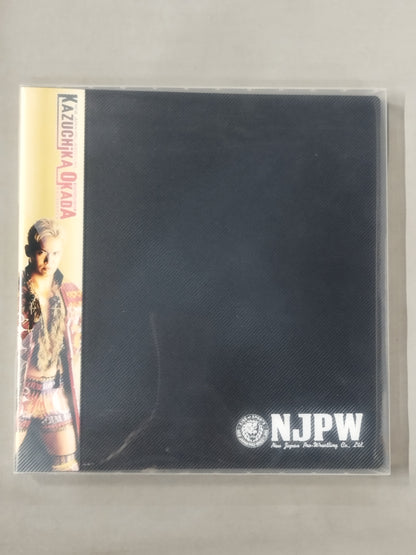 KAZUCHiKA OKADA
NJPW
New Japan Pro-Wrestling Co., Ltd.